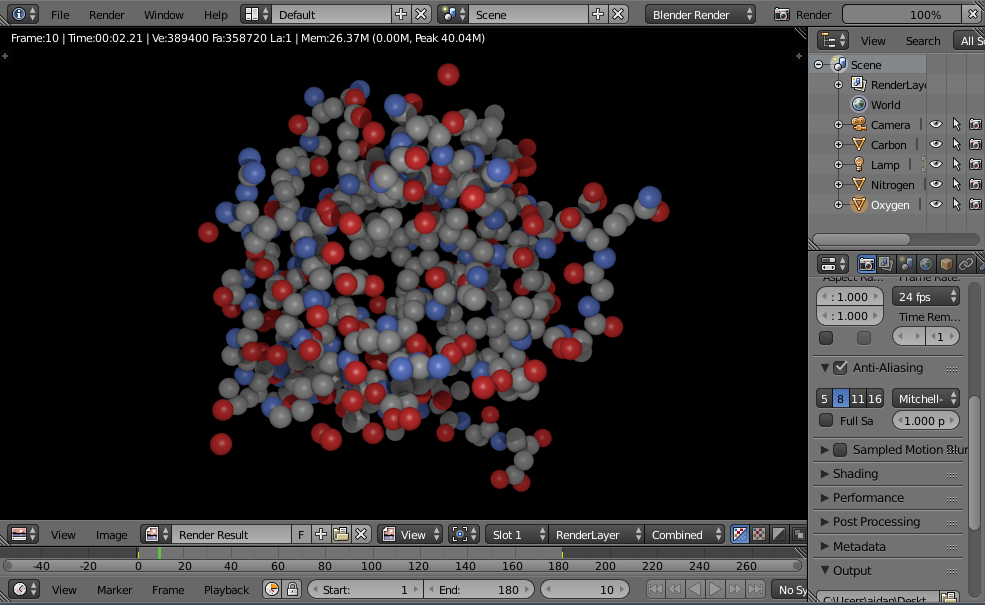 File Render Window Help Default Scene Blender Render Render 100%
Frame:10 | Time:00:02.21 | Ve:389400 Fa:358720 La:1 | Mem:26.37M (0.00M, Peak 40.04M)
View Search All S
Scene
RenderLaye
World
Camera
Carbon
Lamp
Nitrogen
Oxygen
Aspect Ra... Frame Rate:
: 1.000 24 fps
: 1.000 Time Rem...
1
Anti-Aliasing
5 8 11 16 Mitchell-
Full Sa 1.000 p
Sampled Motion Blur
Shading
Performance
Post Processing
Metadata
Output
C:\Users\aidan\Deskt
View Image Render Result F View Slot 1 RenderLayer Combined
-40 -20 0 20 40 60 80 100 120 140 160 180 200 220 240 260
View Marker Frame Playback Start: 1 End: 180 10 No Sy